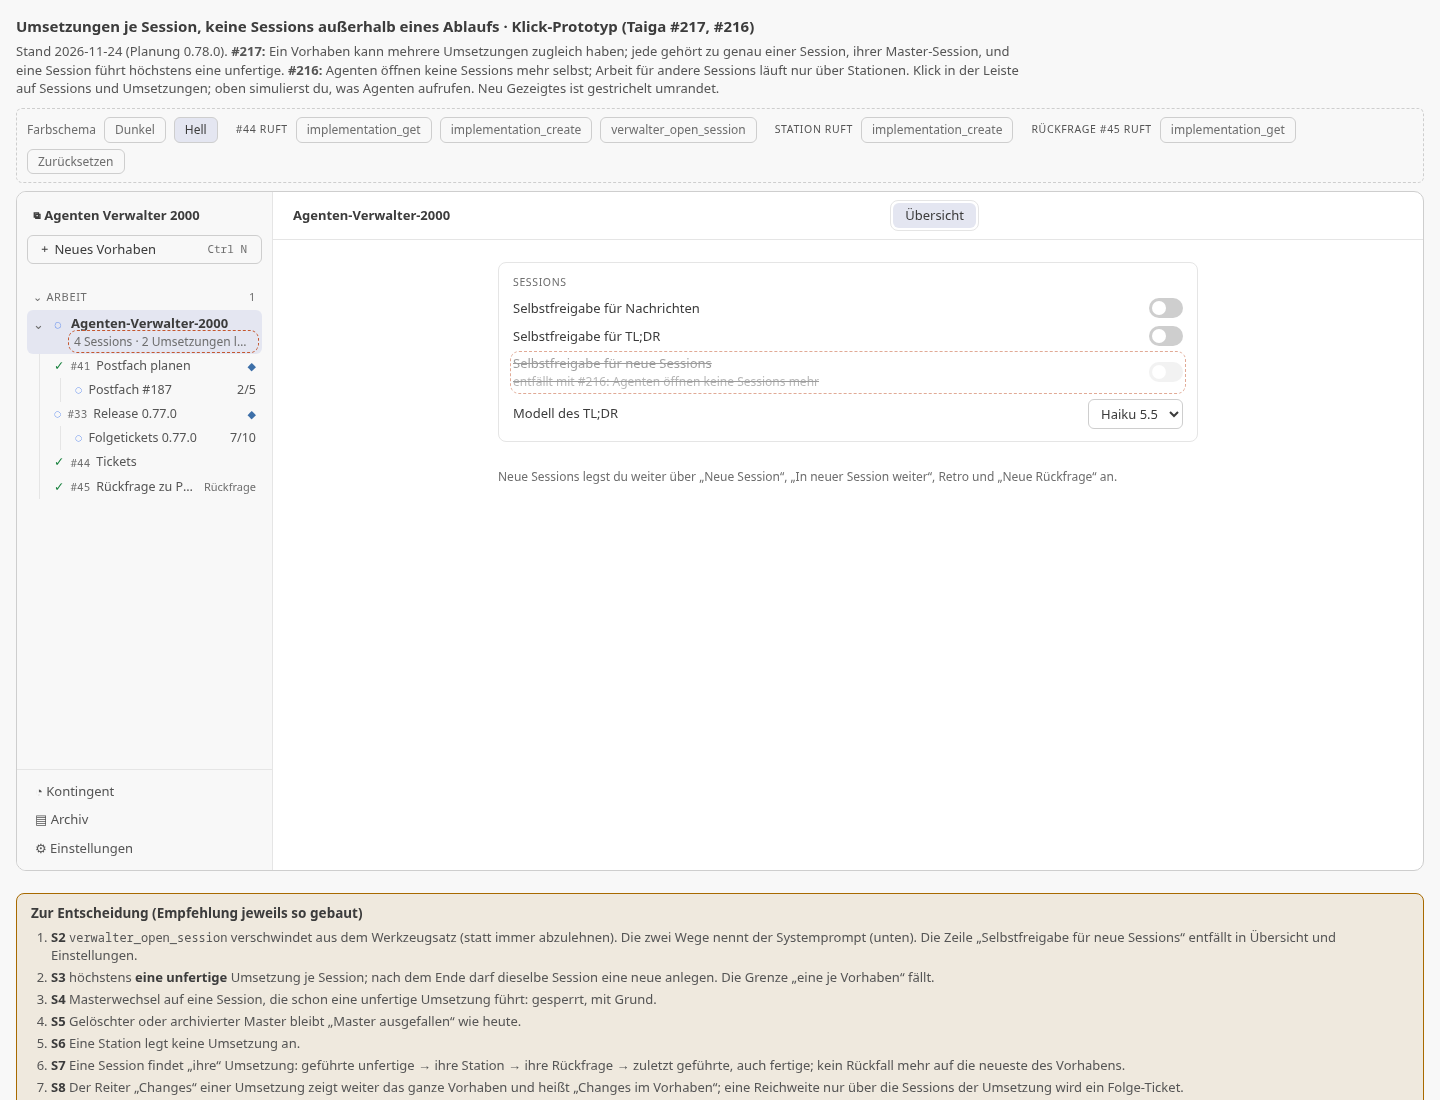 Umsetzungen je Session, keine Sessions außerhalb eines Ablaufs · Klick-Prototyp (Taiga #217, #216)
Stand 2026-11-24 (Planung 0.78.0). #217: Ein Vorhaben kann mehrere Umsetzungen zugleich haben; jede gehört zu genau einer Session, ihrer Master-Session, und
eine Session führt höchstens eine unfertige. #216: Agenten öffnen keine Sessions mehr selbst; Arbeit für andere Sessions läuft nur über Stationen. Klick in der Leiste
auf Sessions und Umsetzungen; oben simulierst du, was Agenten aufrufen. Neu Gezeigtes ist gestrichelt umrandet.
Farbschema Dunkel Hell #44 RUFT implementation_get implementation_create verwalter_open_session STATION RUFT implementation_create RÜCKFRAGE #45 RUFT implementation_get
Zurücksetzen
Agenten Verwalter 2000
+ Neues Vorhaben Ctrl N
ARBEIT 1
Agenten-Verwalter-2000
4 Sessions · 2 Umsetzungen l…
✓ #41 Postfach planen ◆
Postfach #187 2/5
#33 Release 0.77.0 ◆
Folgetickets 0.77.0 7/10
✓ #44 Tickets
✓ #45 Rückfrage zu P… Rückfrage
Kontingent
Archiv
Einstellungen
Agenten-Verwalter-2000 Übersicht
SESSIONS
Selbstfreigabe für Nachrichten
Selbstfreigabe für TL;DR
Selbstfreigabe für neue Sessions
entfällt mit #216: Agenten öffnen keine Sessions mehr
Modell des TL;DR Haiku 5.5
Neue Sessions legst du weiter über „Neue Session“, „In neuer Session weiter“, Retro und „Neue Rückfrage“ an.
Zur Entscheidung (Empfehlung jeweils so gebaut)
1. S2 verwalter_open_session verschwindet aus dem Werkzeugsatz (statt immer abzulehnen). Die zwei Wege nennt der Systemprompt (unten). Die Zeile „Selbstfreigabe für neue Sessions“ entfällt in Übersicht und
Einstellungen.
2. S3 höchstens eine unfertige Umsetzung je Session; nach dem Ende darf dieselbe Session eine neue anlegen. Die Grenze „eine je Vorhaben“ fällt.
3. S4 Masterwechsel auf eine Session, die schon eine unfertige Umsetzung führt: gesperrt, mit Grund.
4. S5 Gelöschter oder archivierter Master bleibt „Master ausgefallen“ wie heute.
5. S6 Eine Station legt keine Umsetzung an.
6. S7 Eine Session findet „ihre“ Umsetzung: geführte unfertige → ihre Station → ihre Rückfrage → zuletzt geführte, auch fertige; kein Rückfall mehr auf die neueste des Vorhabens.
7. S8 Der Reiter „Changes“ einer Umsetzung zeigt weiter das ganze Vorhaben und heißt „Changes im Vorhaben“; eine Reichweite nur über die Sessions der Umsetzung wird ein Folge-Ticket.